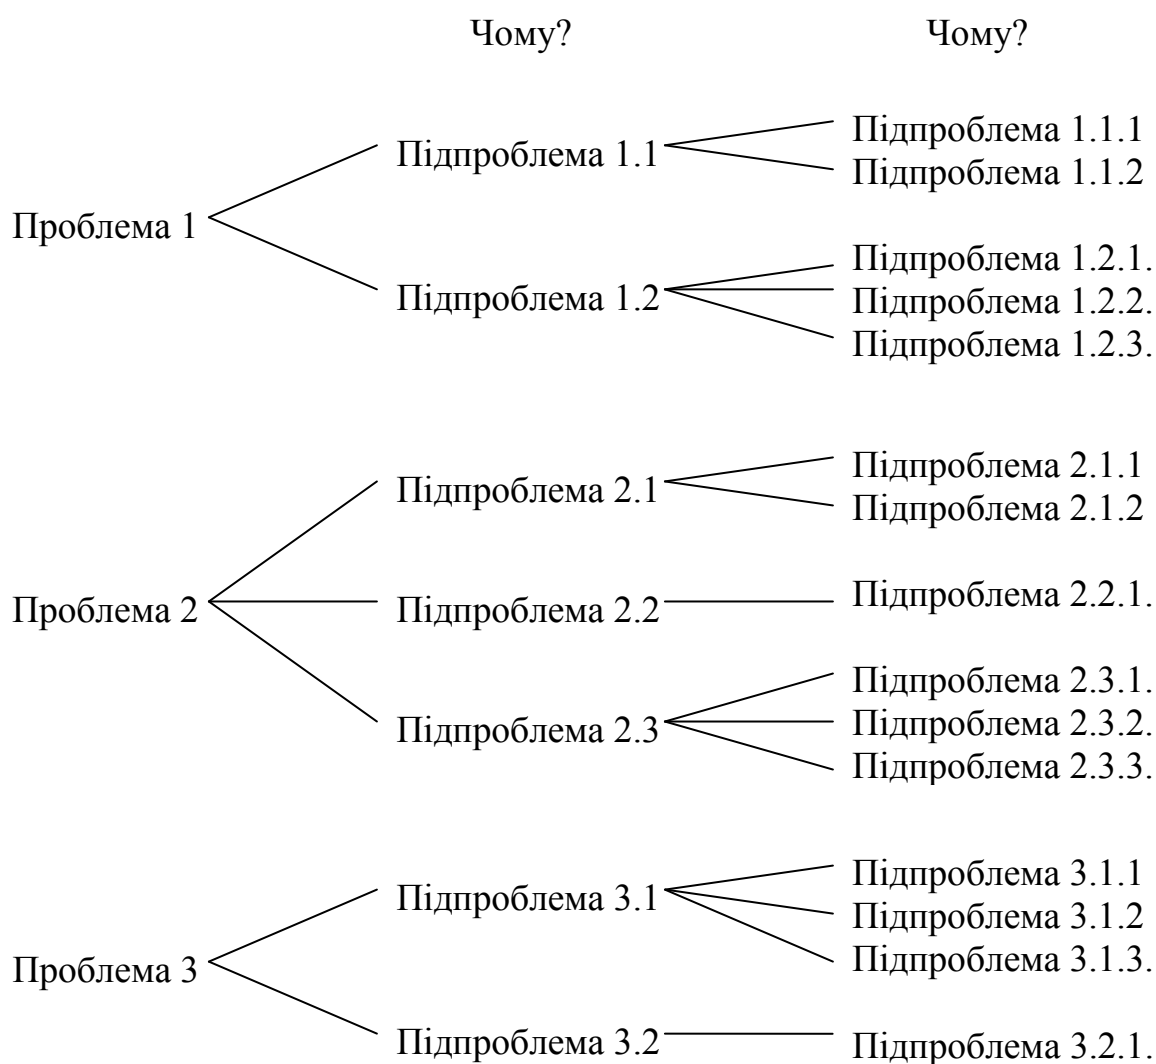 Чому? Чому?
Підпроблема 1.1.1
Підпроблема 1.1 Підпроблема 1.1.2
Проблема 1
Підпроблема 1.2.1.
Підпроблема 1.2 Підпроблема 1.2.2.
Підпроблема 1.2.3.
Підпроблема 2.1.1
Підпроблема 2.1 Підпроблема 2.1.2
Проблема 2 Підпроблема 2.2 Підпроблема 2.2.1.
Підпроблема 2.3.1.
Підпроблема 2.3 Підпроблема 2.3.2.
Підпроблема 2.3.3.
Підпроблема 3.1.1
Підпроблема 3.1 Підпроблема 3.1.2
Проблема 3 Підпроблема 3.1.3.
Підпроблема 3.2 Підпроблема 3.2.1.